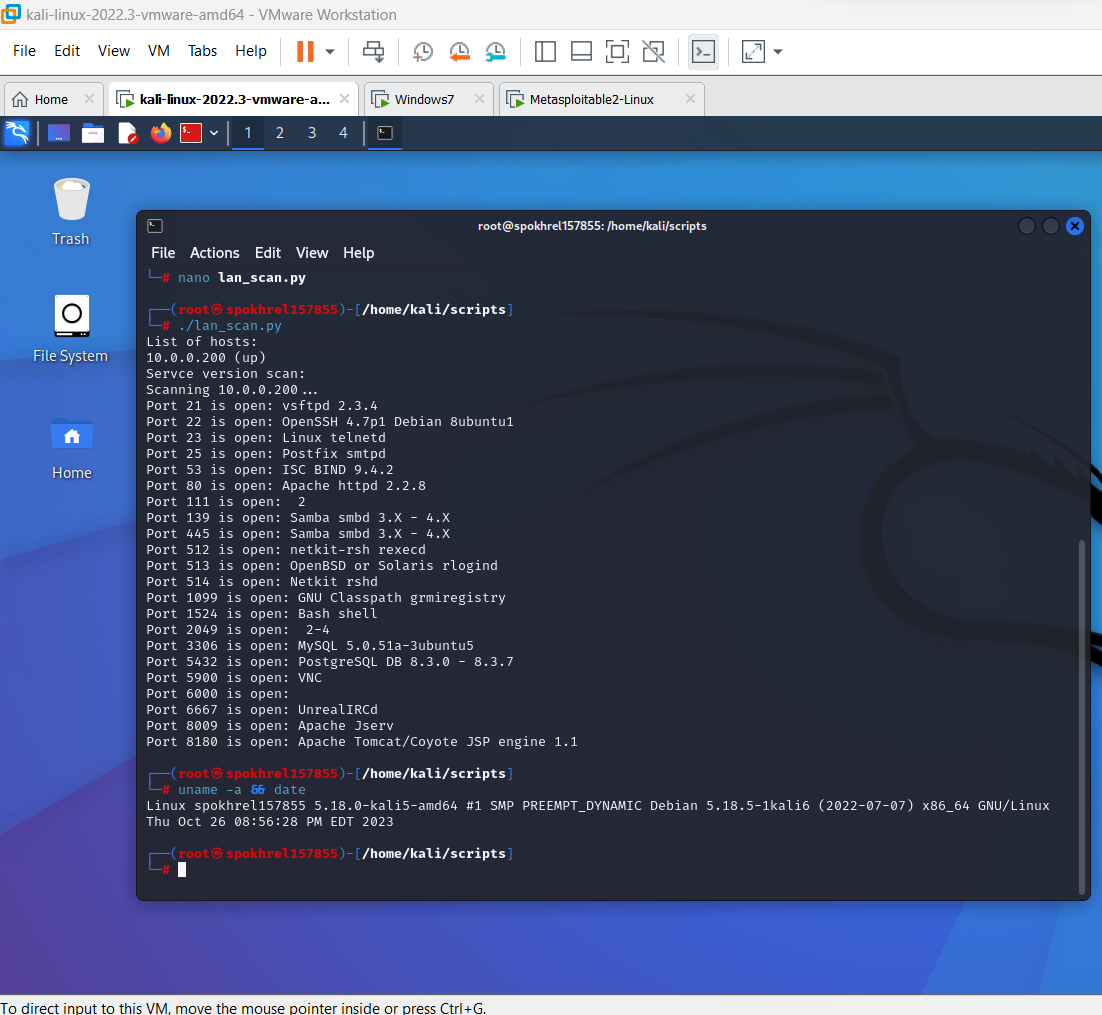 kali-linux-2022.3-vmware-amd64 - VMware Workstation
File Edit View VM Tabs Help
Home kali-linux-2022.3-vmware-a... Windows7 Metasploitable2-Linux
1 2 3 4
Trash
File System
Home
root@spokhrel157855: /home/kali/scripts
File Actions Edit View Help
└─# nano lan_scan.py
┌──(root㉿spokhrel157855)-[/home/kali/scripts]
└─# ./lan_scan.py
List of hosts:
10.0.0.200 (up)
Servce version scan:
Scanning 10.0.0.200...
Port 21 is open: vsftpd 2.3.4
Port 22 is open: OpenSSH 4.7p1 Debian 8ubuntu1
Port 23 is open: Linux telnetd
Port 25 is open: Postfix smtpd
Port 53 is open: ISC BIND 9.4.2
Port 80 is open: Apache httpd 2.2.8
Port 111 is open:  2
Port 139 is open: Samba smbd 3.X - 4.X
Port 445 is open: Samba smbd 3.X - 4.X
Port 512 is open: netkit-rsh rexecd
Port 513 is open: OpenBSD or Solaris rlogind
Port 514 is open: Netkit rshd
Port 1099 is open: GNU Classpath grmiregistry
Port 1524 is open: Bash shell
Port 2049 is open:  2-4
Port 3306 is open: MySQL 5.0.51a-3ubuntu5
Port 5432 is open: PostgreSQL DB 8.3.0 - 8.3.7
Port 5900 is open: VNC
Port 6000 is open:
Port 6667 is open: UnrealIRCd
Port 8009 is open: Apache Jserv
Port 8180 is open: Apache Tomcat/Coyote JSP engine 1.1
┌──(root㉿spokhrel157855)-[/home/kali/scripts]
└─# uname -a && date
Linux spokhrel157855 5.18.0-kali5-amd64 #1 SMP PREEMPT_DYNAMIC Debian 5.18.5-1kali6 (2022-07-07) x86_64 GNU/Linux
Thu Oct 26 08:56:28 PM EDT 2023
┌──(root㉿spokhrel157855)-[/home/kali/scripts]
└─#
To direct input to this VM, move the mouse pointer inside or press Ctrl+G.